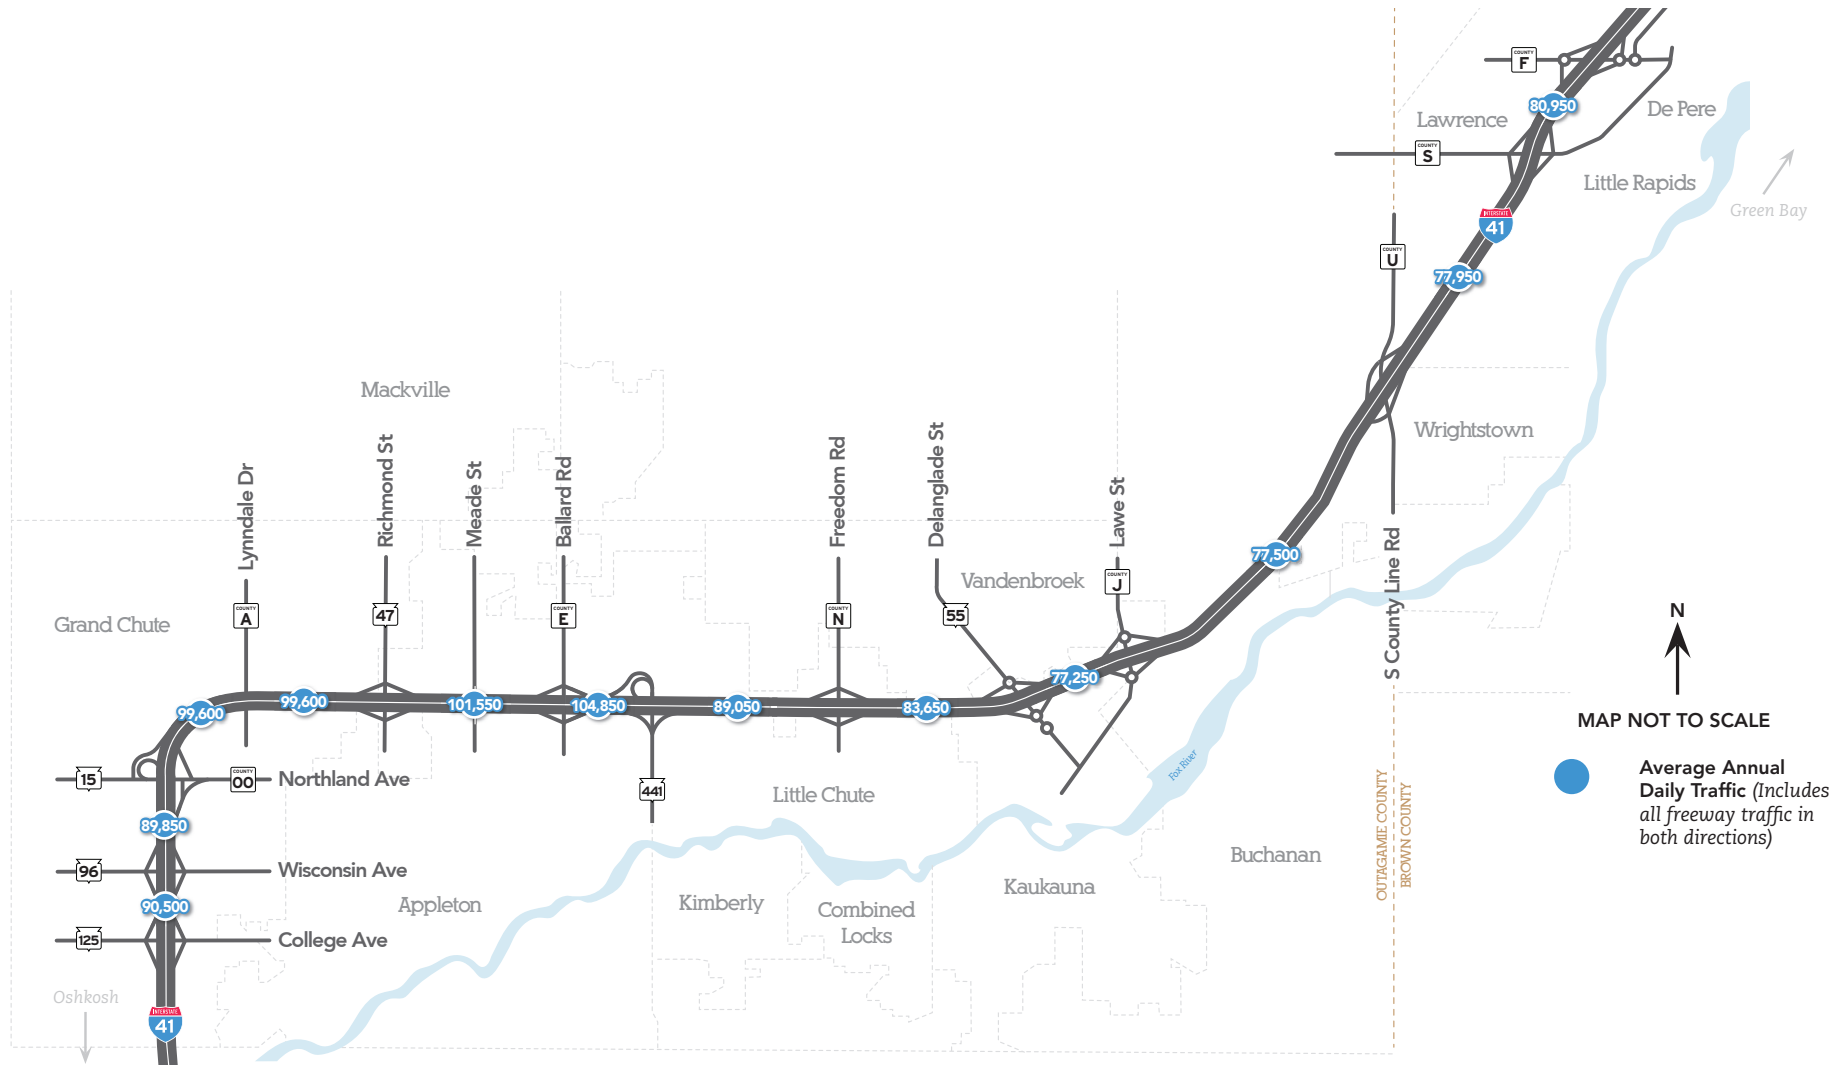 COUNTY
F
80,950
De Pere
Lawrence
COUNTY
S
Little Rapids
Green Bay
INTERSTATE
41
COUNTY
U
77,950
Mackville
Wrightstown
Lynndale Dr
Richmond St
Meade St
Ballard Rd
Freedom Rd
Delanglade St
Lawe St
S County Line Rd
77,500
Vandenbroek
COUNTY
J
Grand Chute
COUNTY
A
47
COUNTY
E
COUNTY
N
55
N
99,600
99,600
101,550
104,850
89,050
83,650
77,250
MAP NOT TO SCALE
15
COUNTY
OO
Northland Ave
441
Little Chute
Fox River
Average Annual
Daily Traffic (Includes
all freeway traffic in
both directions)
OUTAGAMIE COUNTY
BROWN COUNTY
89,850
96
Wisconsin Ave
Buchanan
90,500
Appleton
Kimberly
Combined
Locks
Kaukauna
125
College Ave
Oshkosh
INTERSTATE
41